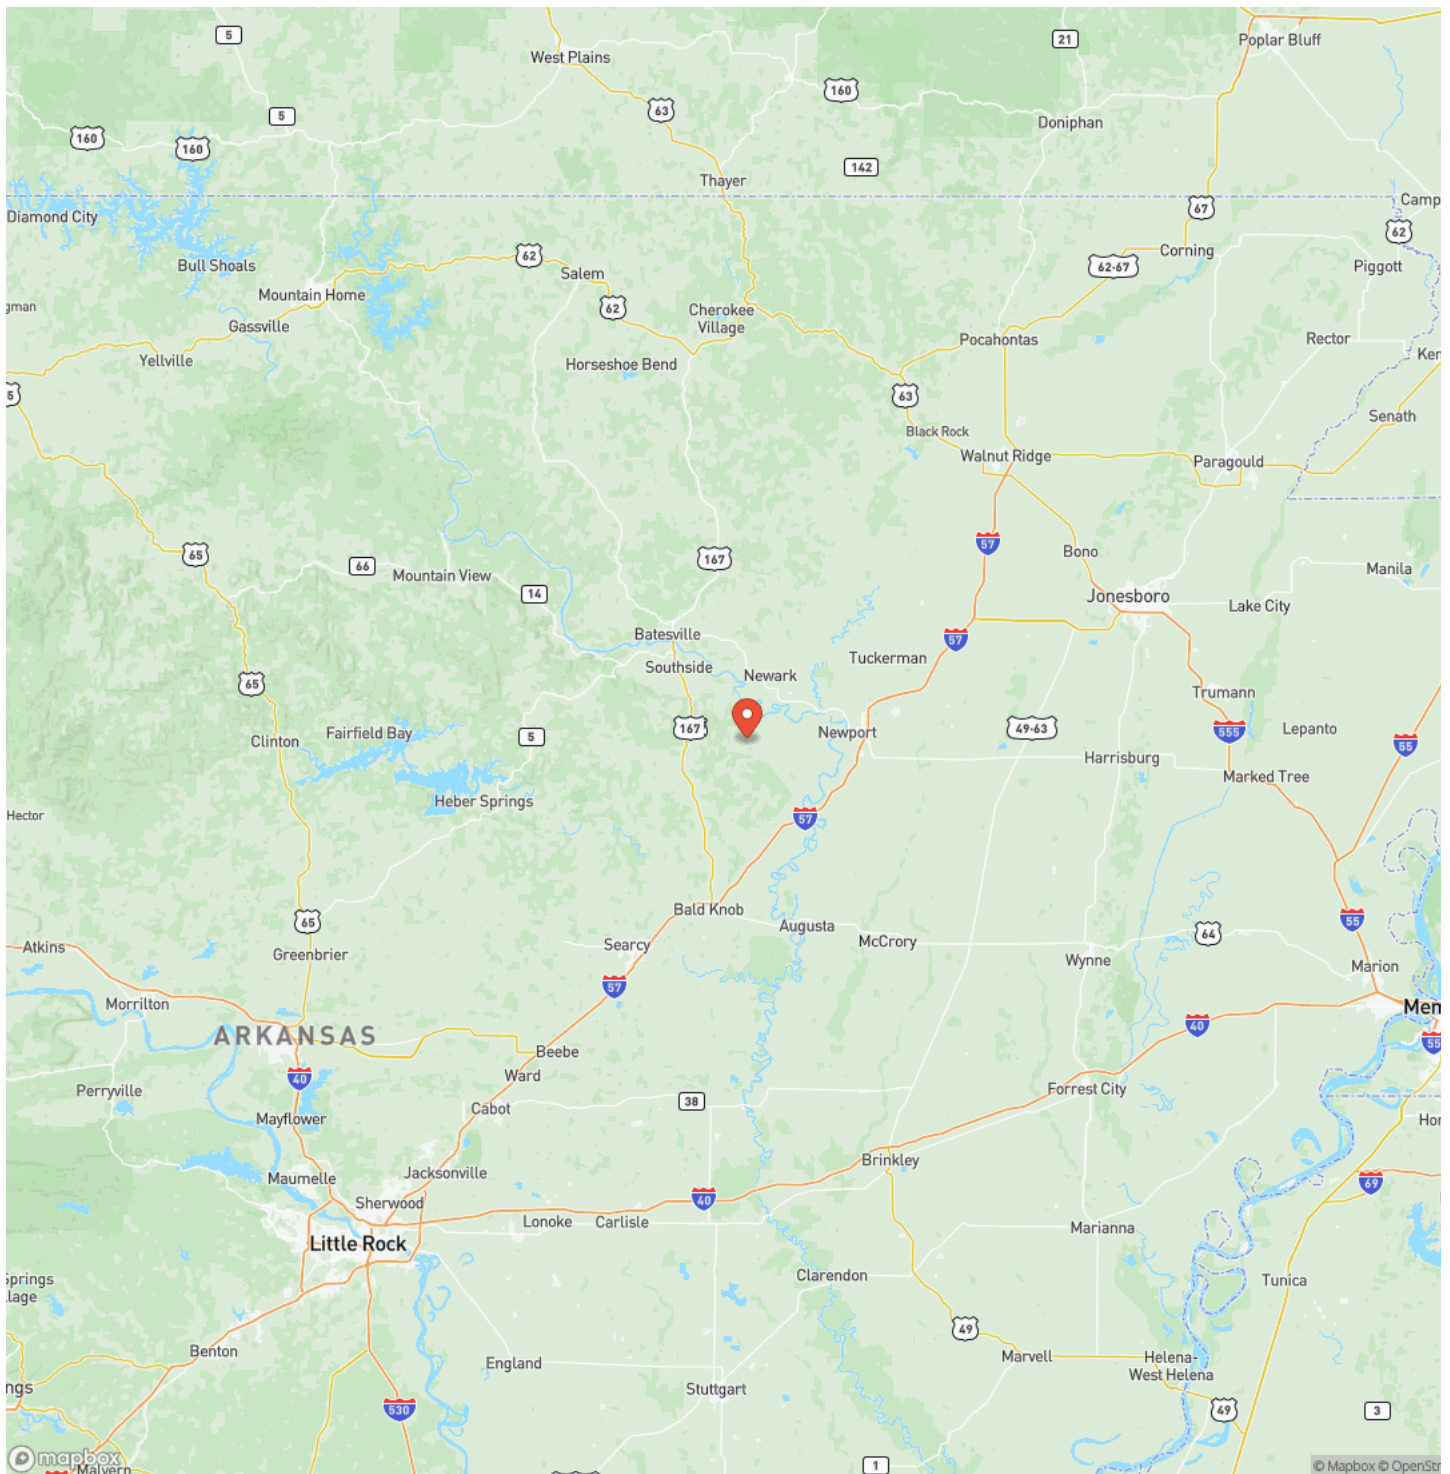 5
21
Poplar Bluff
West Plains
160
63
5
160
160
Doniphan
142
Thayer
67
Camp
Diamond City
62
Bull Shoals
62
Corning
62-67
Piggott
Salem
Mountain Home
gman
62
Cherokee
Village
Gassville
Pocahontas
Rector
Yellville
Horseshoe Bend
Ken
5
63
Senath
Black Rock
Walnut Ridge
Paragould
57
65
167
Bono
66
Mountain View
Manila
14
Jonesboro
Lake City
Batesville
57
Southside
Tuckerman
Newark
65
Trumann
167
Newport
49-63
555
Lepanto
Fairfield Bay
5
Clinton
55
Harrisburg
Marked Tree
Heber Springs
Hector
57
Bald Knob
65
Augusta
55
64
Atkins
Greenbrier
Searcy
McCrory
Wynne
Marion
57
Morrilton
Mem
ARKANSAS
40
55
Beebe
40
Ward
Perryville
Forrest City
38
Cabot
Mayflower
Hor
Brinkley
Jacksonville
Maumelle
69
Sherwood
40
Lonoke
Carlisle
Marianna
Little Rock
Springs
lage
Clarendon
Tunica
49
Benton
Marvell
Helena-
West Helena
England
ngs
Stuttgart
530
49
3
mapbox
Malvern
1
© Mapbox © OpenStr